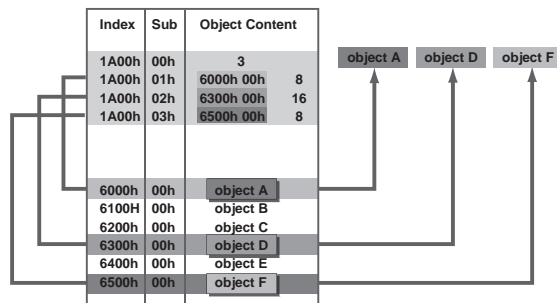 Index Sub Object Content
1A00h 00h 3
1A00h 01h 6000h 00h 8
1A00h 02h 6300h 00h 16
1A00h 03h 6500h 00h 8
object A object D object F
6000h 00h object A
6100H 00h object B
6200h 00h object C
6300h 00h object D
6400h 00h object E
6500h 00h object F